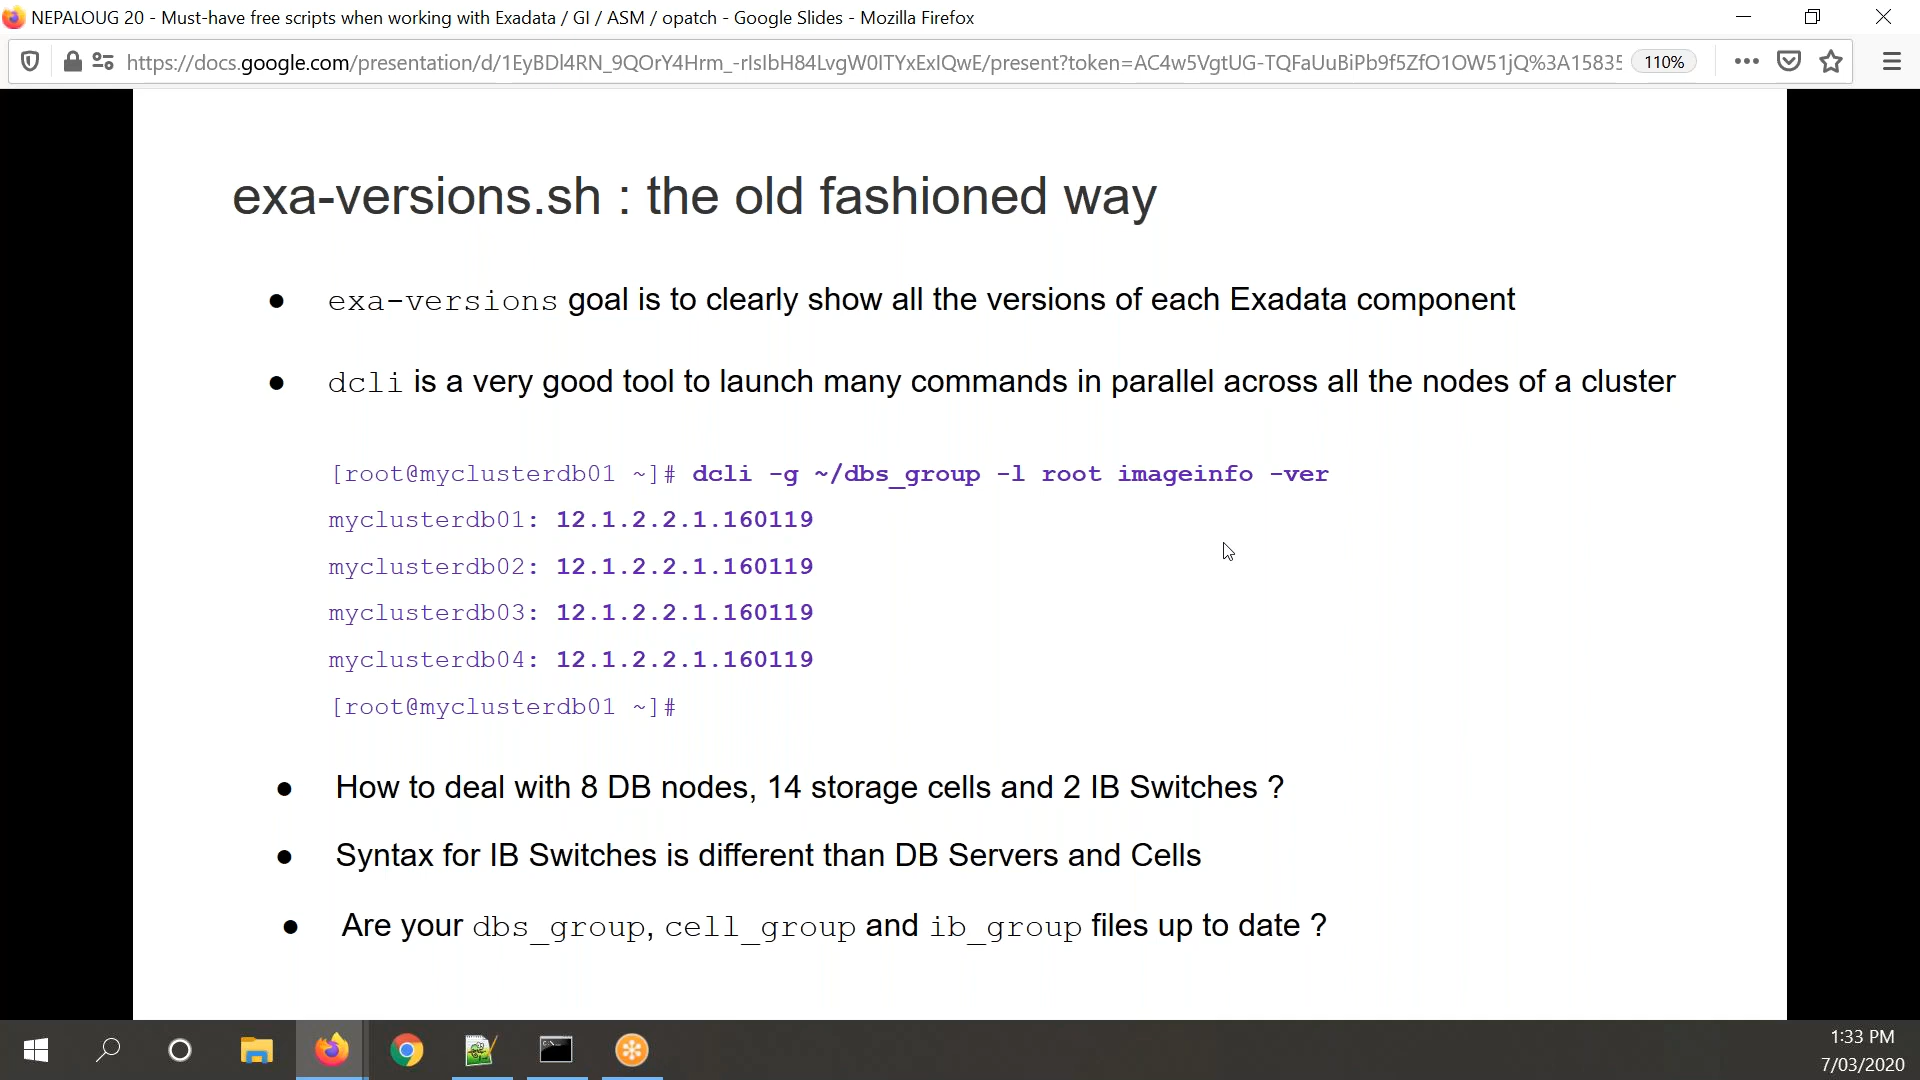 NEPALOUG 20 - Must-have free scripts when working with Exadata / GI / ASM / opatch - Google Slides - Mozilla Firefox
https://docs.google.com/presentation/d/1EyBDl4RN_9QOrY4Hrm_-rIsIbH84LvgW0ITYxExIQwE/present?token=AC4w5VgtUG-TQFaUuBiPb9f5ZfO1OW51jQ%3A15835 110%
exa-versions.sh : the old fashioned way
● exa-versions goal is to clearly show all the versions of each Exadata component
● dcli is a very good tool to launch many commands in parallel across all the nodes of a cluster
[root@myclusterdb01 ~]# dcli -g ~/dbs_group -l root imageinfo -ver
myclusterdb01: 12.1.2.2.1.160119
myclusterdb02: 12.1.2.2.1.160119
myclusterdb03: 12.1.2.2.1.160119
myclusterdb04: 12.1.2.2.1.160119
[root@myclusterdb01 ~]#
● How to deal with 8 DB nodes, 14 storage cells and 2 IB Switches ?
● Syntax for IB Switches is different than DB Servers and Cells
● Are your dbs_group, cell_group and ib_group files up to date ?
1:33 PM
7/03/2020